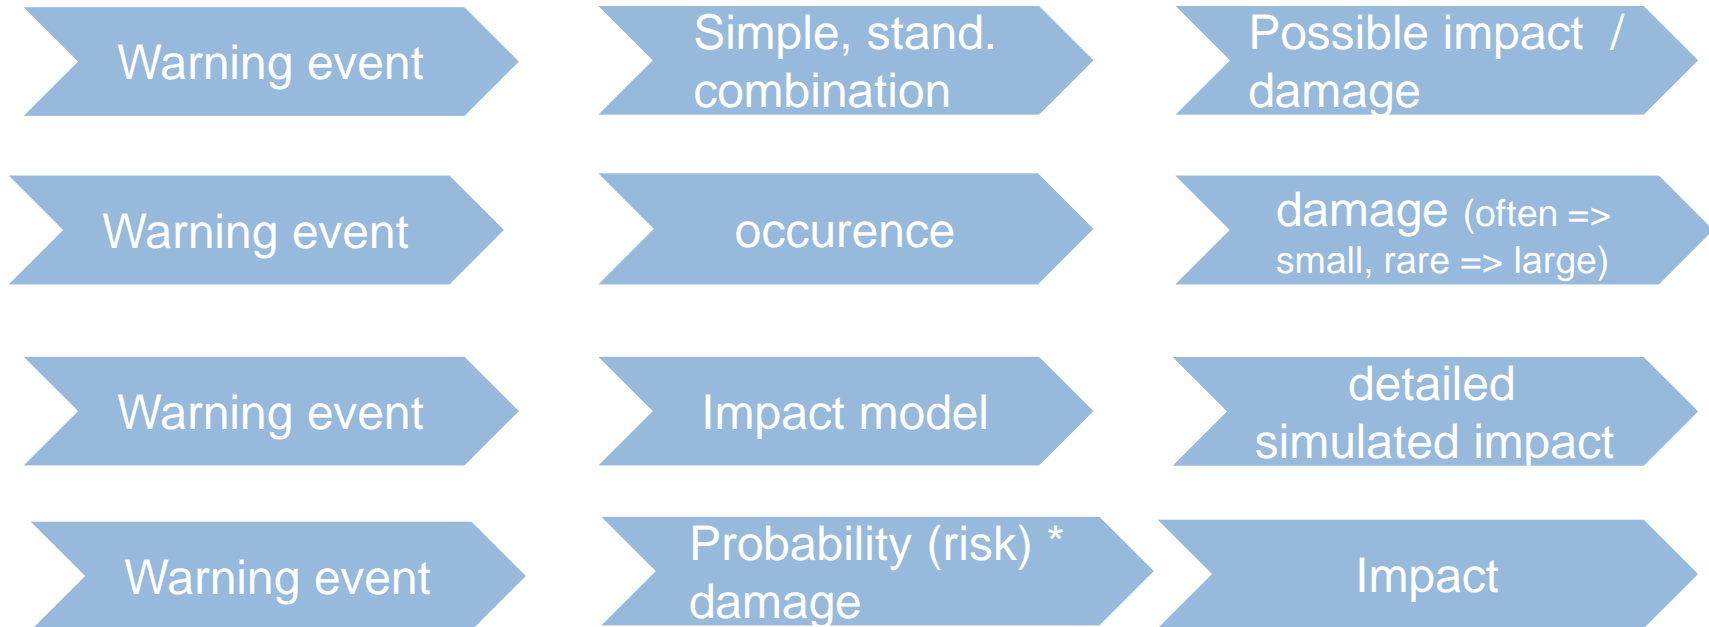 Warning event
Simple, stand.
combination
Possible impact /
damage
Warning event
occurence
damage (often =>
small, rare => large)
Warning event
Impact model
detailed
simulated impact
Warning event
Probability (risk) *
damage
Impact